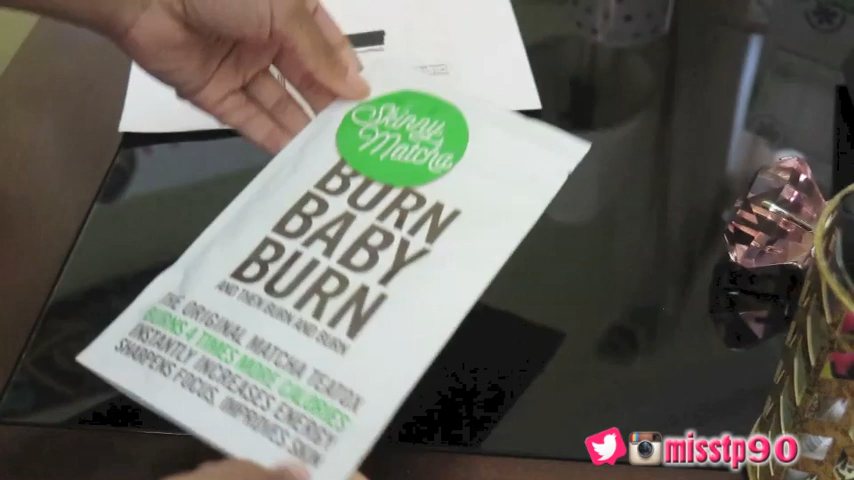 Skinny
Matcha
BURN
BABY
BURN
AND THEN BURN AND BURN
THE ORIGINAL MATCHA TEATOX
BURNS 4 TIMES MORE CALORIES
INSTANTLY INCREASES ENERGY
SHARPENS FOCUS, IMPROVES SKIN
misstp90